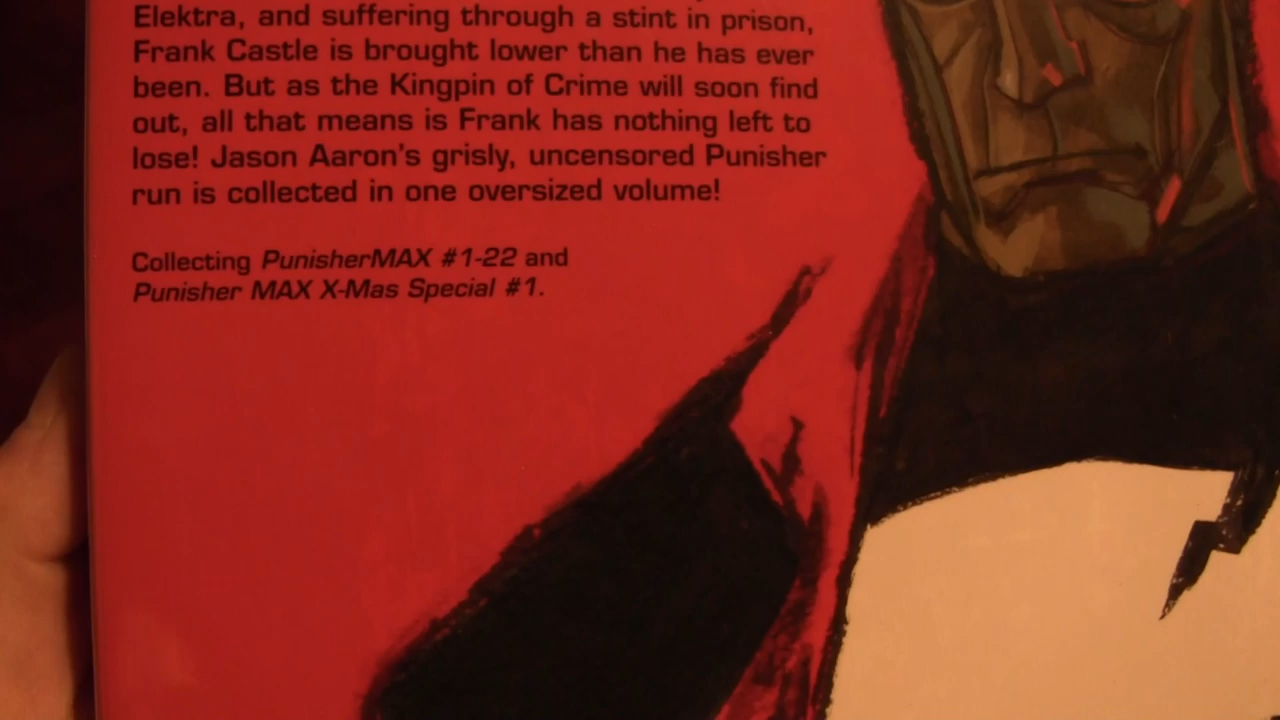 Elektra, and suffering through a stint in prison,
Frank Castle is brought lower than he has ever
been. But as the Kingpin of Crime will soon find
out, all that means is Frank has nothing left to
lose! Jason Aaron's grisly, uncensored Punisher
run is collected in one oversized volume!
Collecting PunisherMAX #1-22 and
Punisher MAX X-Mas Special #1.